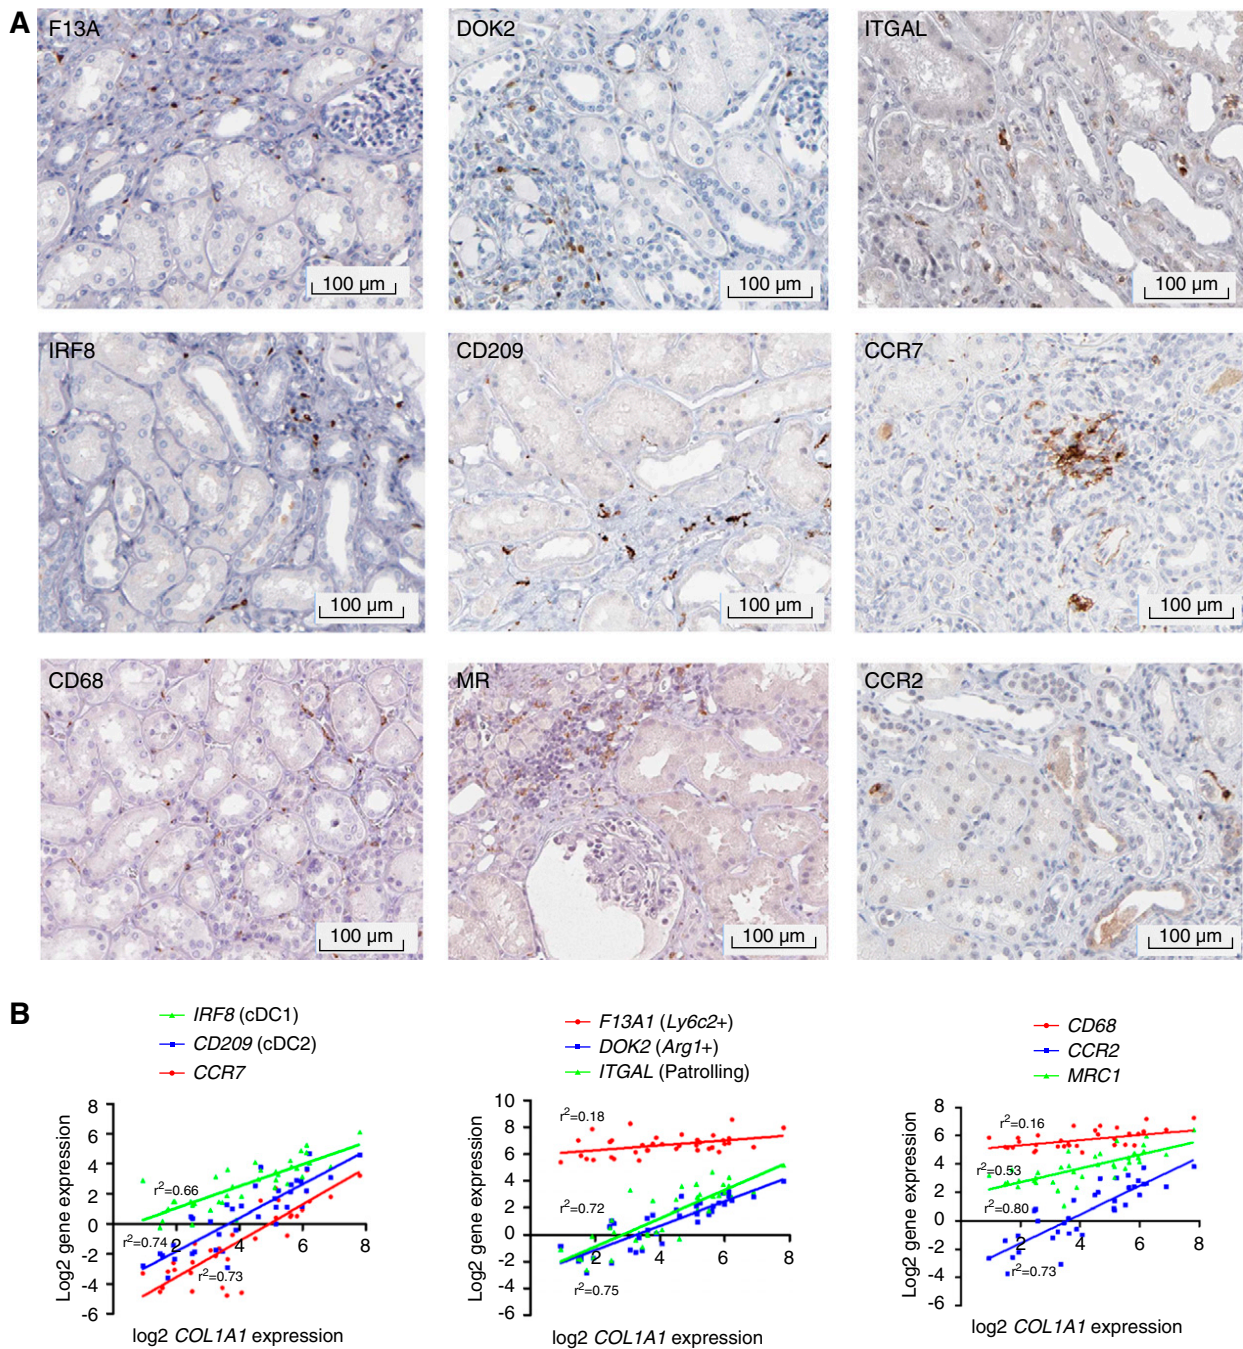 A
F13A
DOK2
ITGAL
100 µm
100 µm
100 µm
IRF8
CD209
CCR7
100 µm
100 µm
100 µm
CD68
MR
CCR2
100 µm
100 µm
100 µm
B
IRF8 (cDC1)
CD209 (cDC2)
CCR7
Log2 gene expression
8
6
4
2
0
-2
-4
-6
2
4
6
8
r²=0.66
r²=0.74
r²=0.73
log2 COL1A1 expression
F13A1 (Ly6c2+)
DOK2 (Arg1+)
ITGAL (Patrolling)
Log2 gene expression
10
8
6
4
2
0
-2
-4
-6
2
4
6
8
r²=0.18
r²=0.72
r²=0.75
log2 COL1A1 expression
CD68
CCR2
MRC1
Log2 gene expression
8
6
4
2
0
-2
-4
-6
2
4
6
8
r²=0.16
r²=0.53
r²=0.80
r²=0.73
log2 COL1A1 expression